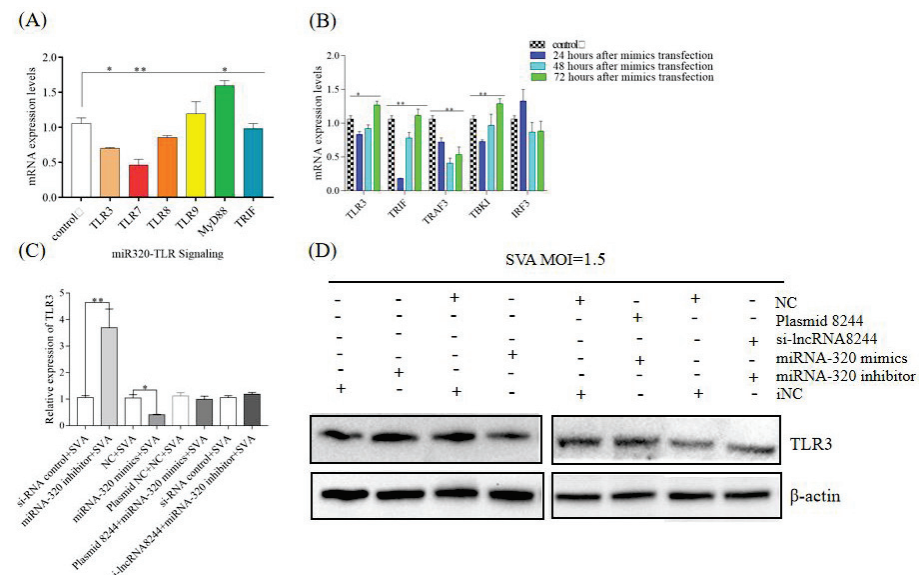 (A)
mRNA expression levels
2.0
1.5
1.0
0.5
0.0
* ** *
control□
TLR3
TLR7
TLR8
TLR9
MyD88
TRIF
miR320-TLR Signaling
(B)
control□
24 hours after mimics transfection
48 hours after mimics transfection
72 hours after mimics transfection
mRNA expression levels
2.0
1.5
1.0
0.5
0.0
* ** ** **
TLR3
TRIF
TRAF3
TBK1
IRF3
(C)
Relative expression of TLR3
5
4
3
2
1
0
** *
si-RNA control+SVA
miRNA-320 inhibitor+SVA
NC+SVA
miRNA-320 mimics+SVA
Plasmid NC+NC+SVA
Plasmid 8244+miRNA-320 mimics+SVA
si-RNA control+SVA
si-lncRNA8244+miRNA-320 inhibitor+SVA
(D)
SVA MOI=1.5
- - + - + - + - NC
- - - - - + - - Plasmid 8244
- - - - - - - + si-lncRNA8244
- - - + - + - - miRNA-320 mimics
- + - - - - - + miRNA-320 inhibitor
+ - + - + - + - iNC
TLR3
β-actin